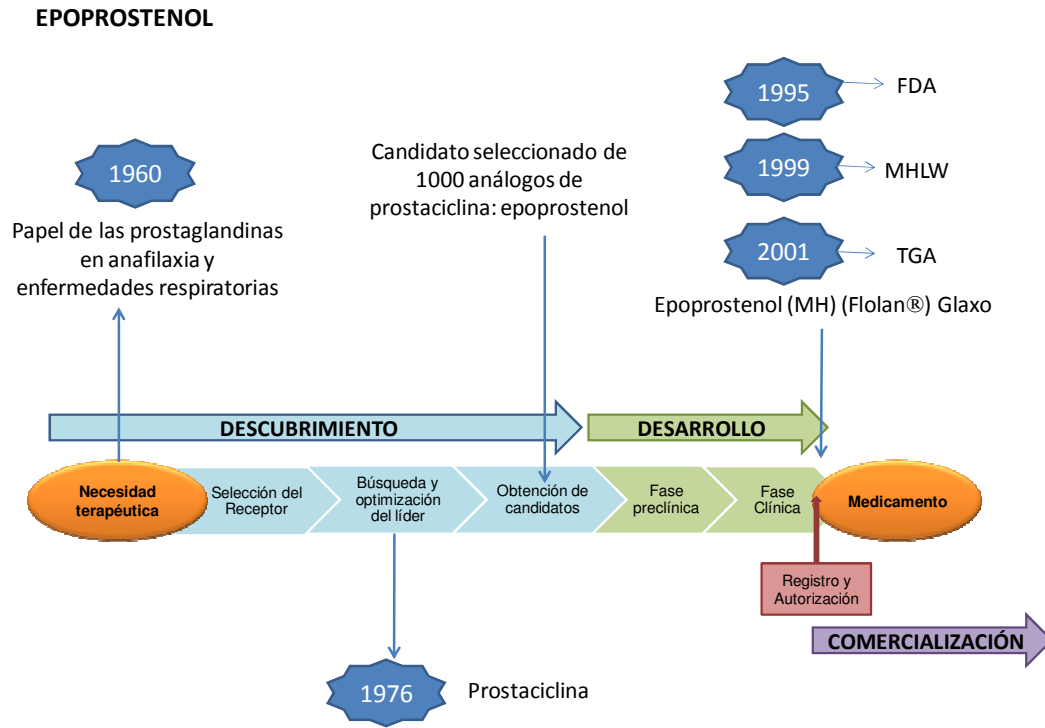 EPOPROSTENOL
1960
Papel de las prostaglandinas
en anafilaxia y
enfermedades respiratorias
Candidato seleccionado de
1000 análogos de
prostaciclina: epoprostenol
1995
FDA
1999
MHLW
2001
TGA
Epoprostenol (MH) (Flolan®) Glaxo
DESCUBRIMIENTO
DESARROLLO
Necesidad
terapéutica
Selección del
Receptor
Búsqueda y
optimización
del líder
Obtención de
candidatos
Fase
preclínica
Fase
Clínica
Medicamento
Registro y
Autorización
COMERCIALIZACIÓN
1976
Prostaciclina